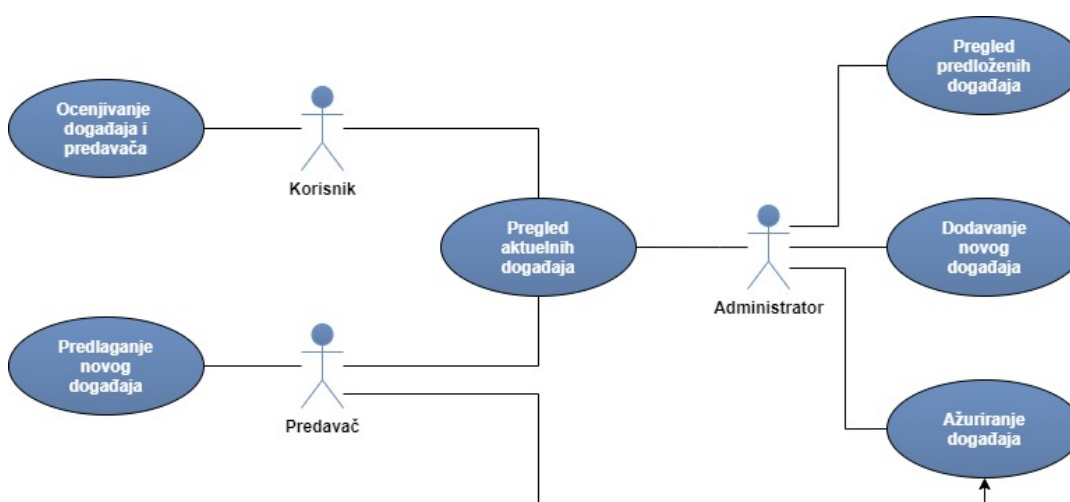 Ocenjivanje
događaja i
predavača
Korisnik
Pregled
aktuelnih
događaja
Predlaganje
novog
događaja
Predavač
Administrator
Pregled
predloženih
događaja
Dodavanje
novog
događaja
Ažuriranje
događaja